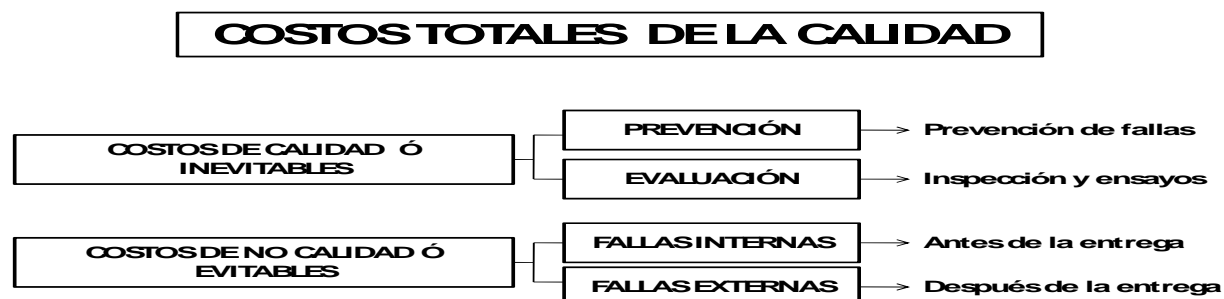 COSTOS TOTALES DE LA CALIDAD
PREVENCIÓN
Prevención de fallas
COSTOS DE CALIDAD Ó
INEVITABLES
EVALUACIÓN
Inspección y ensayos
FALLAS INTERNAS
Antes de la entrega
COSTOS DE NO CALIDAD Ó
EVITABLES
FALLAS EXTERNAS
Después de la entrega